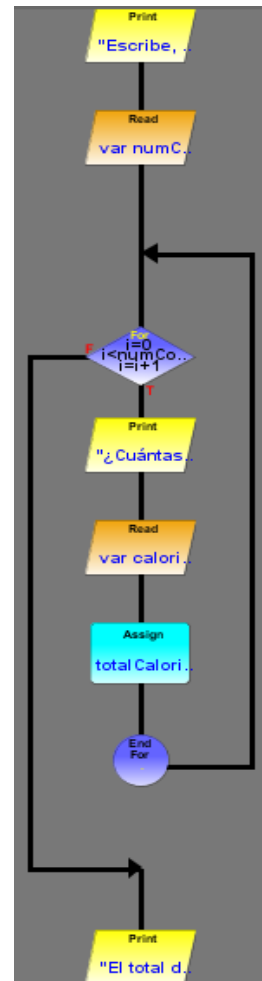 Print
"Escribe, ..
Read
var numC..
For
i=0
i<numCo..
i=i+1
F
T
Print
"¿Cuántas..
Read
var calori..
Assign
totalCalori..
End
For
Print
"El total d..